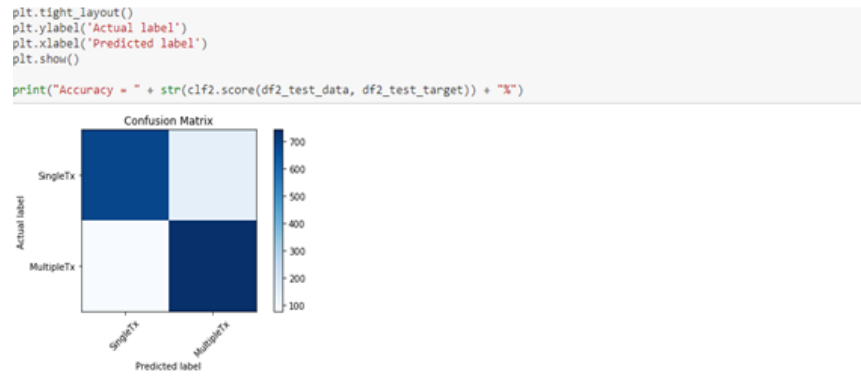 plt.tight_layout()
plt.ylabel('Actual label')
plt.xlabel('Predicted label')
plt.show()
print("Accuracy = " + str(clf2.score(df2_test_data, df2_test_target)) + "%")
Confusion Matrix
700
600
500
400
300
200
100
SingleTx
MultipleTx
Actual label
SingleTx
MultipleTx
Predicted label